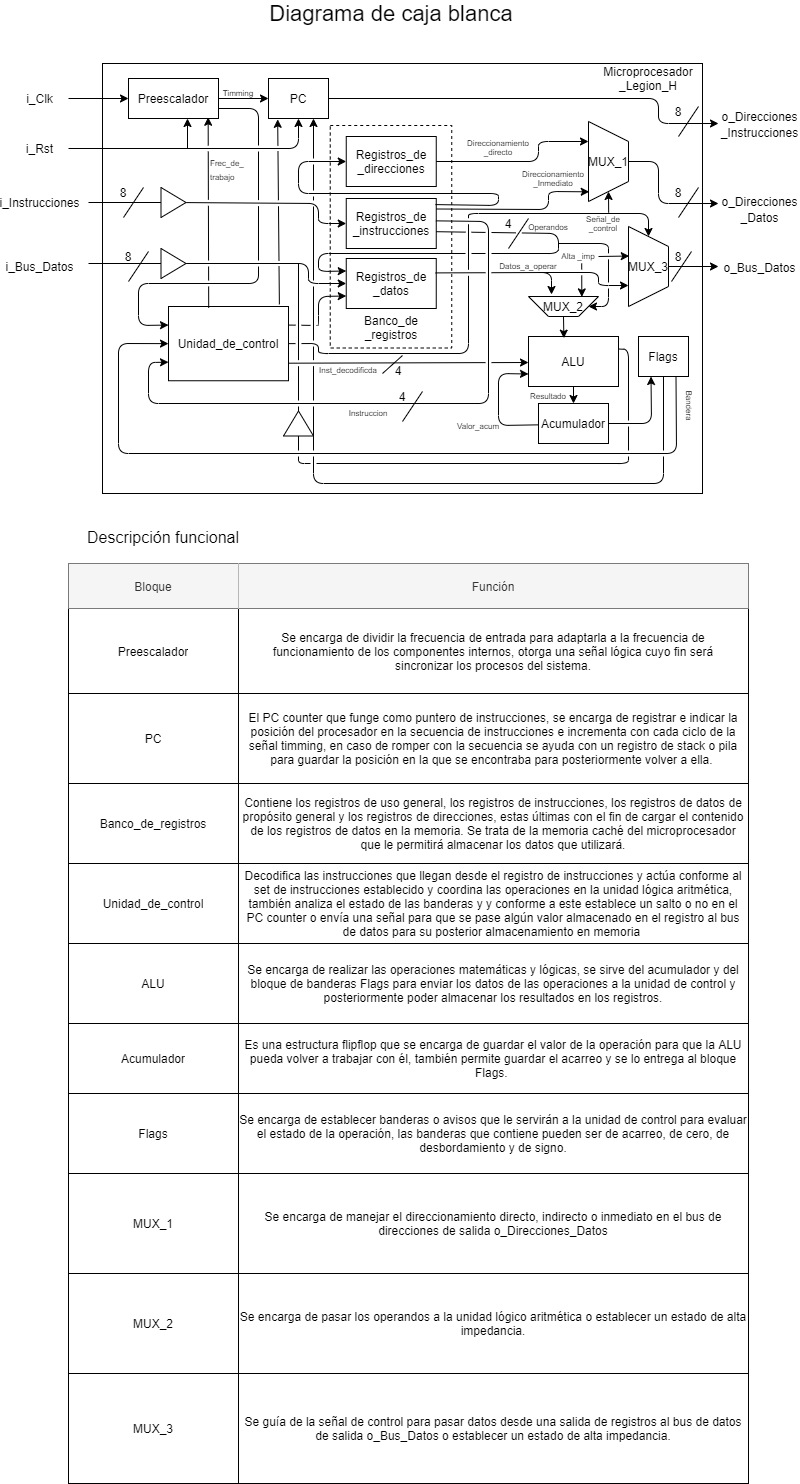 Diagrama de caja blanca
Microprocesador
_Legion_H
i_Clk
Preescalador
Timming
PC
8
o_Direcciones
_Instrucciones
i_Rst
Frec_de_
trabajo
Registros_de
_direcciones
Direccionamiento
_directo
MUX_1
Direccionamiento
_Inmediato
i_Instrucciones
8
Registros_de
_instrucciones
8
o_Direcciones
_Datos
4
Operandos
Señal_de
_control
i_Bus_Datos
8
Registros_de
_datos
Alta_imp
Datos_a_operar
MUX_3
8
o_Bus_Datos
MUX_2
Banco_de
_registros
Unidad_de_control
Inst_decodificda
4
ALU
Flags
Instruccion
4
Resultado
Bandera
Valor_acum
Acumulador
Descripción funcional
Bloque
Función
Preescalador
Se encarga de dividir la frecuencia de entrada para adaptarla a la frecuencia de
funcionamiento de los componentes internos, otorga una señal lógica cuyo fin será
sincronizar los procesos del sistema.
PC
El PC counter que funge como puntero de instrucciones, se encarga de registrar e indicar la
posición del procesador en la secuencia de instrucciones e incrementa con cada ciclo de la
señal timming, en caso de romper con la secuencia se ayuda con un registro de stack o pila
para guardar la posición en la que se encontraba para posteriormente volver a ella.
Banco_de_registros
Contiene los registros de uso general, los registros de instrucciones, los registros de datos de
propósito general y los registros de direcciones, estas últimas con el fin de cargar el contenido
de los registros de datos en la memoria. Se trata de la memoria caché del microprocesador
que le permitirá almacenar los datos que utilizará.
Unidad_de_control
Decodifica las instrucciones que llegan desde el registro de instrucciones y actúa conforme al
set de instrucciones establecido y coordina las operaciones en la unidad lógica aritmética,
también analiza el estado de las banderas y y conforme a este establece un salto o no en el
PC counter o envía una señal para que se pase algún valor almacenado en el registro al bus
de datos para su posterior almacenamiento en memoria
ALU
Se encarga de realizar las operaciones matemáticas y lógicas, se sirve del acumulador y del
bloque de banderas Flags para enviar los datos de las operaciones a la unidad de control y
posteriormente poder almacenar los resultados en los registros.
Acumulador
Es una estructura flipflop que se encarga de guardar el valor de la operación para que la ALU
pueda volver a trabajar con él, también permite guardar el acarreo y se lo entrega al bloque
Flags.
Flags
Se encarga de establecer banderas o avisos que le servirán a la unidad de control para evaluar
el estado de la operación, las banderas que contiene pueden ser de acarreo, de cero, de
desbordamiento y de signo.
MUX_1
Se encarga de manejar el direccionamiento directo, indirecto o inmediato en el bus de
direcciones de salida o_Direcciones_Datos
MUX_2
Se encarga de pasar los operandos a la unidad lógico aritmética o establecer un estado de alta
impedancia.
MUX_3
Se guía de la señal de control para pasar datos desde una salida de registros al bus de datos
de salida o_Bus_Datos o establecer un estado de alta impedancia.